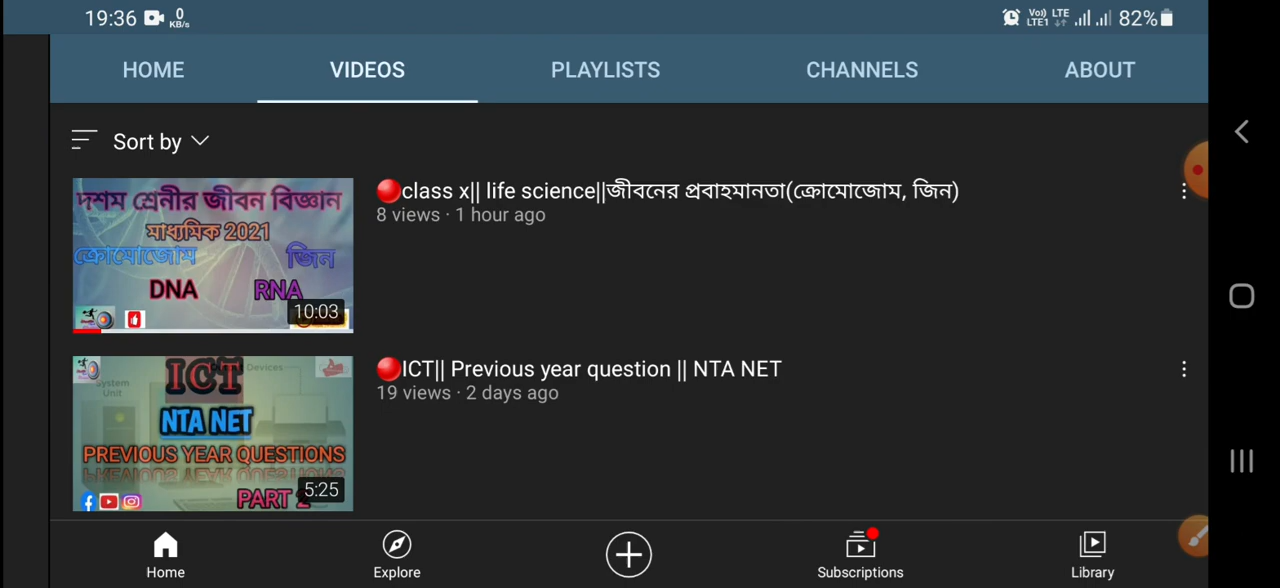 19:36 0 KB/s Vo) LTE LTE1 82%
HOME VIDEOS PLAYLISTS CHANNELS ABOUT
Sort by
দশম শ্রেনীর জীবন বিজ্ঞান
মাধ্যমিক 2021
ক্রোমোজোম জিন
DNA RNA
10:03
class x|| life science||জীবনের প্রবাহমানতা(ক্রোমোজোম, জিন)
8 views · 1 hour ago
Devices
System Unit
ICT
NTA NET
PREVIOUS YEAR QUESTIONS
PART 2
5:25
ICT|| Previous year question || NTA NET
19 views · 2 days ago
Home Explore Subscriptions Library